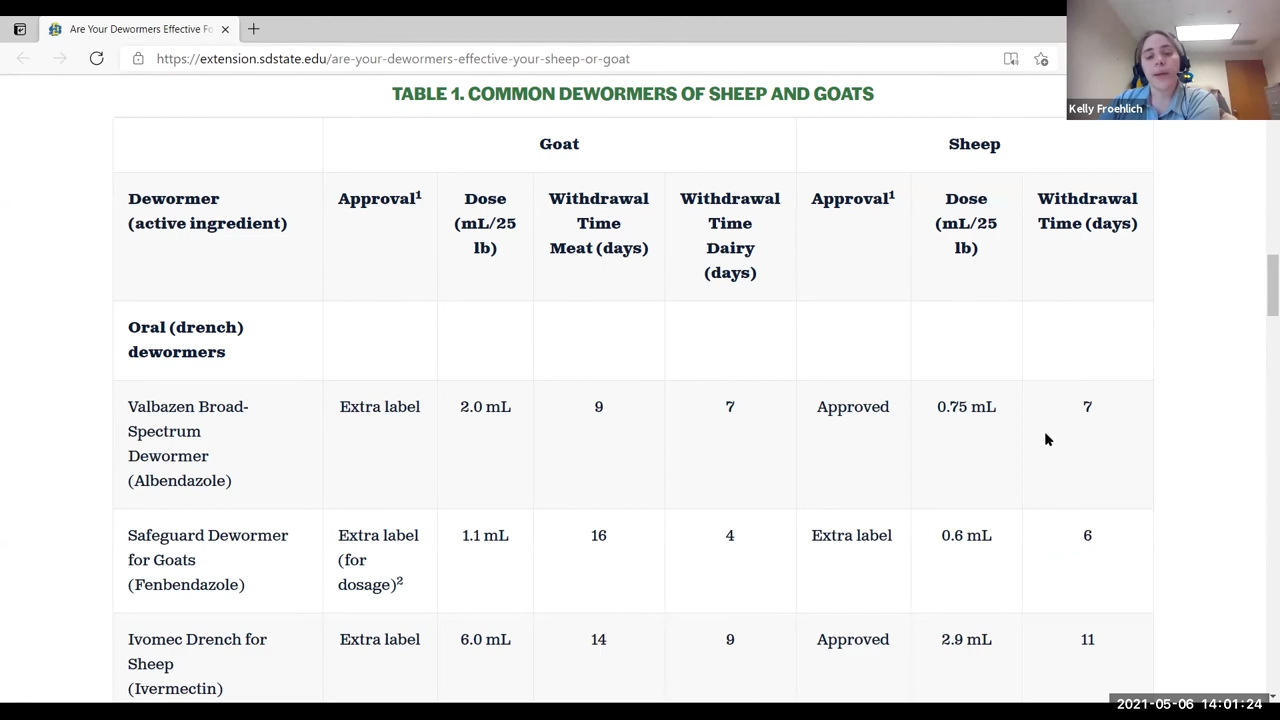 Are Your Dewormers Effective Fo
https://extension.sdstate.edu/are-your-dewormers-effective-your-sheep-or-goat
Kelly Froehlich
TABLE 1. COMMON DEWORMERS OF SHEEP AND GOATS
Goat Sheep
Dewormer
(active ingredient)
Approval¹
Dose
(mL/25
lb)
Withdrawal
Time
Meat (days)
Withdrawal
Time
Dairy
(days)
Approval¹
Dose
(mL/25
lb)
Withdrawal
Time (days)
Oral (drench)
dewormers
Valbazen Broad-
Spectrum
Dewormer
(Albendazole)
Extra label
2.0 mL
9
7
Approved
0.75 mL
7
Safeguard Dewormer
for Goats
(Fenbendazole)
Extra label
(for
dosage)²
1.1 mL
16
4
Extra label
0.6 mL
6
Ivomec Drench for
Sheep
(Ivermectin)
Extra label
6.0 mL
14
9
Approved
2.9 mL
11
2021-05-06 14:01:24